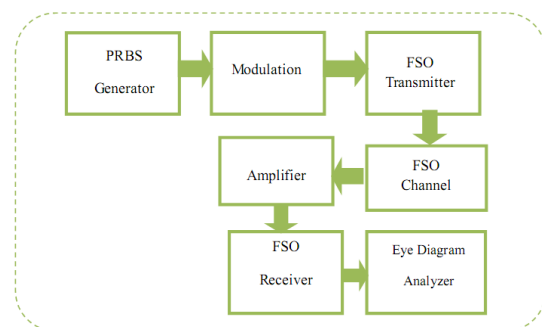 PRBS
Generator
Modulation
FSO
Transmitter
FSO
Channel
Amplifier
FSO
Receiver
Eye Diagram
Analyzer